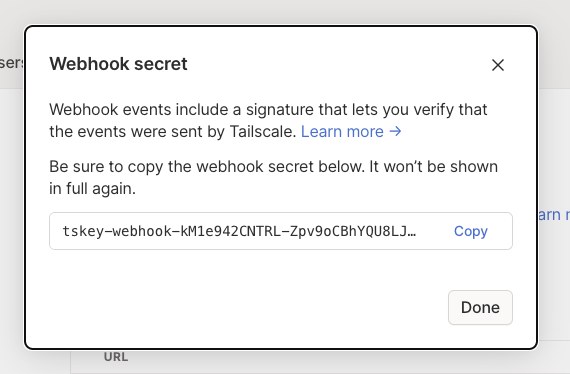 Webhook secret
Webhook events include a signature that lets you verify that
the events were sent by Tailscale. Learn more →
Be sure to copy the webhook secret below. It won’t be shown
in full again.
tskey-webhook-kM1e942CNTRL-Zpv9oCBhYQU8LJ… Copy
Done
URL